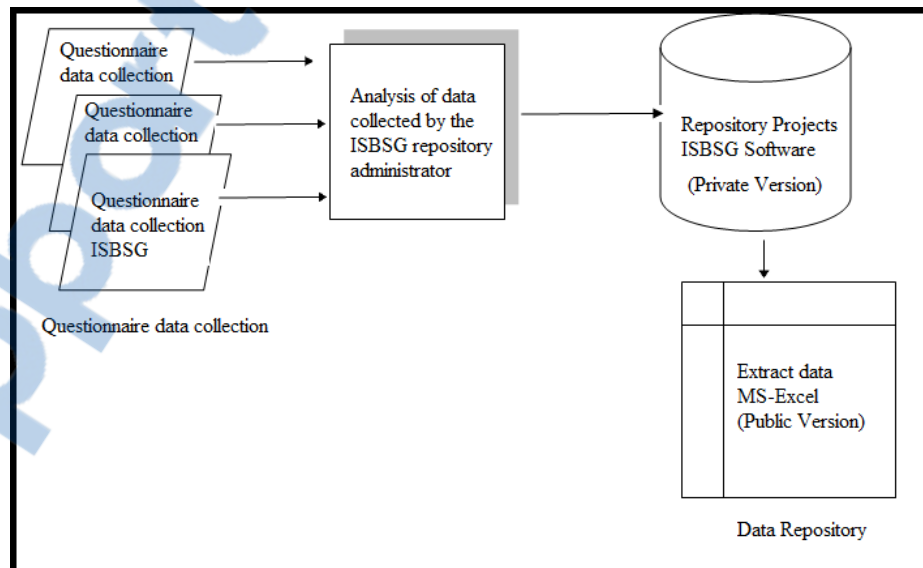 Questionnaire
data collection
Questionnaire
data collection
Questionnaire
data collection
ISBSG
Questionnaire data collection
Analysis of data
collected by the
ISBSG repository
administrator
Repository Projects
ISBSG Software
(Private Version)
Extract data
MS-Excel
(Public Version)
Data Repository